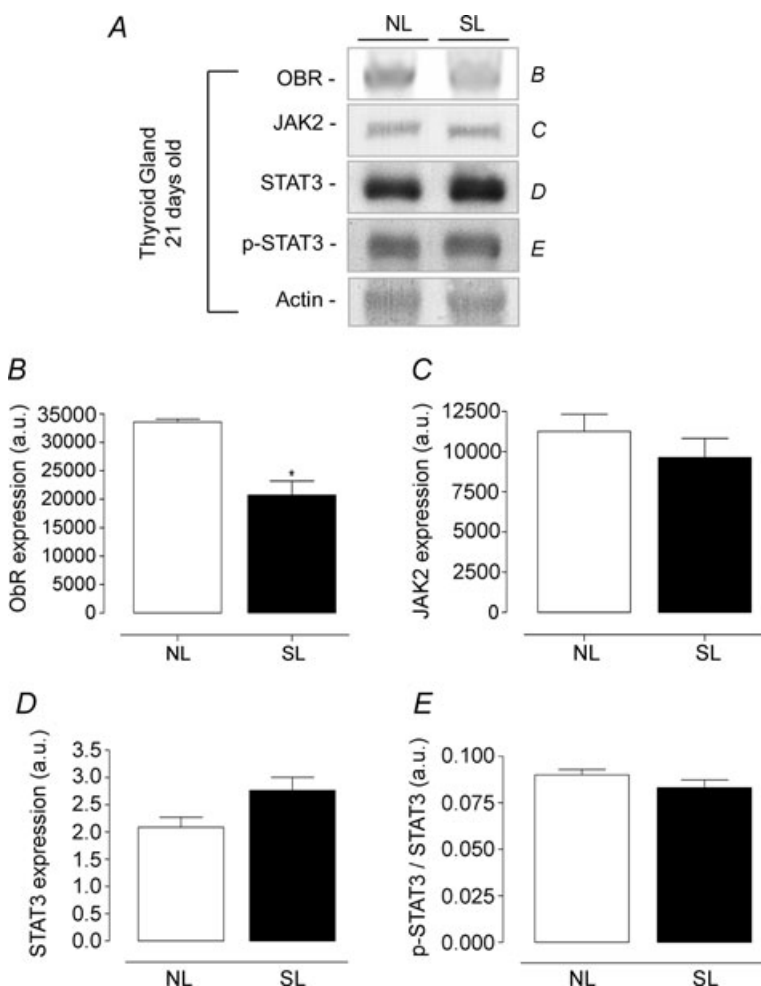 A
NL SL
OBR - B
JAK2 - C
STAT3 - D
p-STAT3 - E
Actin -
Thyroid Gland
21 days old
B
ObR expression (a.u.)
35000
30000
25000
20000
15000
10000
5000
0
*
NL SL
C
JAK2 expression (a.u.)
12500
10000
7500
5000
2500
0
NL SL
D
STAT3 expression (a.u.)
3.5
3.0
2.5
2.0
1.5
1.0
0.5
0.0
NL SL
E
p-STAT3 / STAT3 (a.u.)
0.100
0.075
0.050
0.025
0.000
NL SL